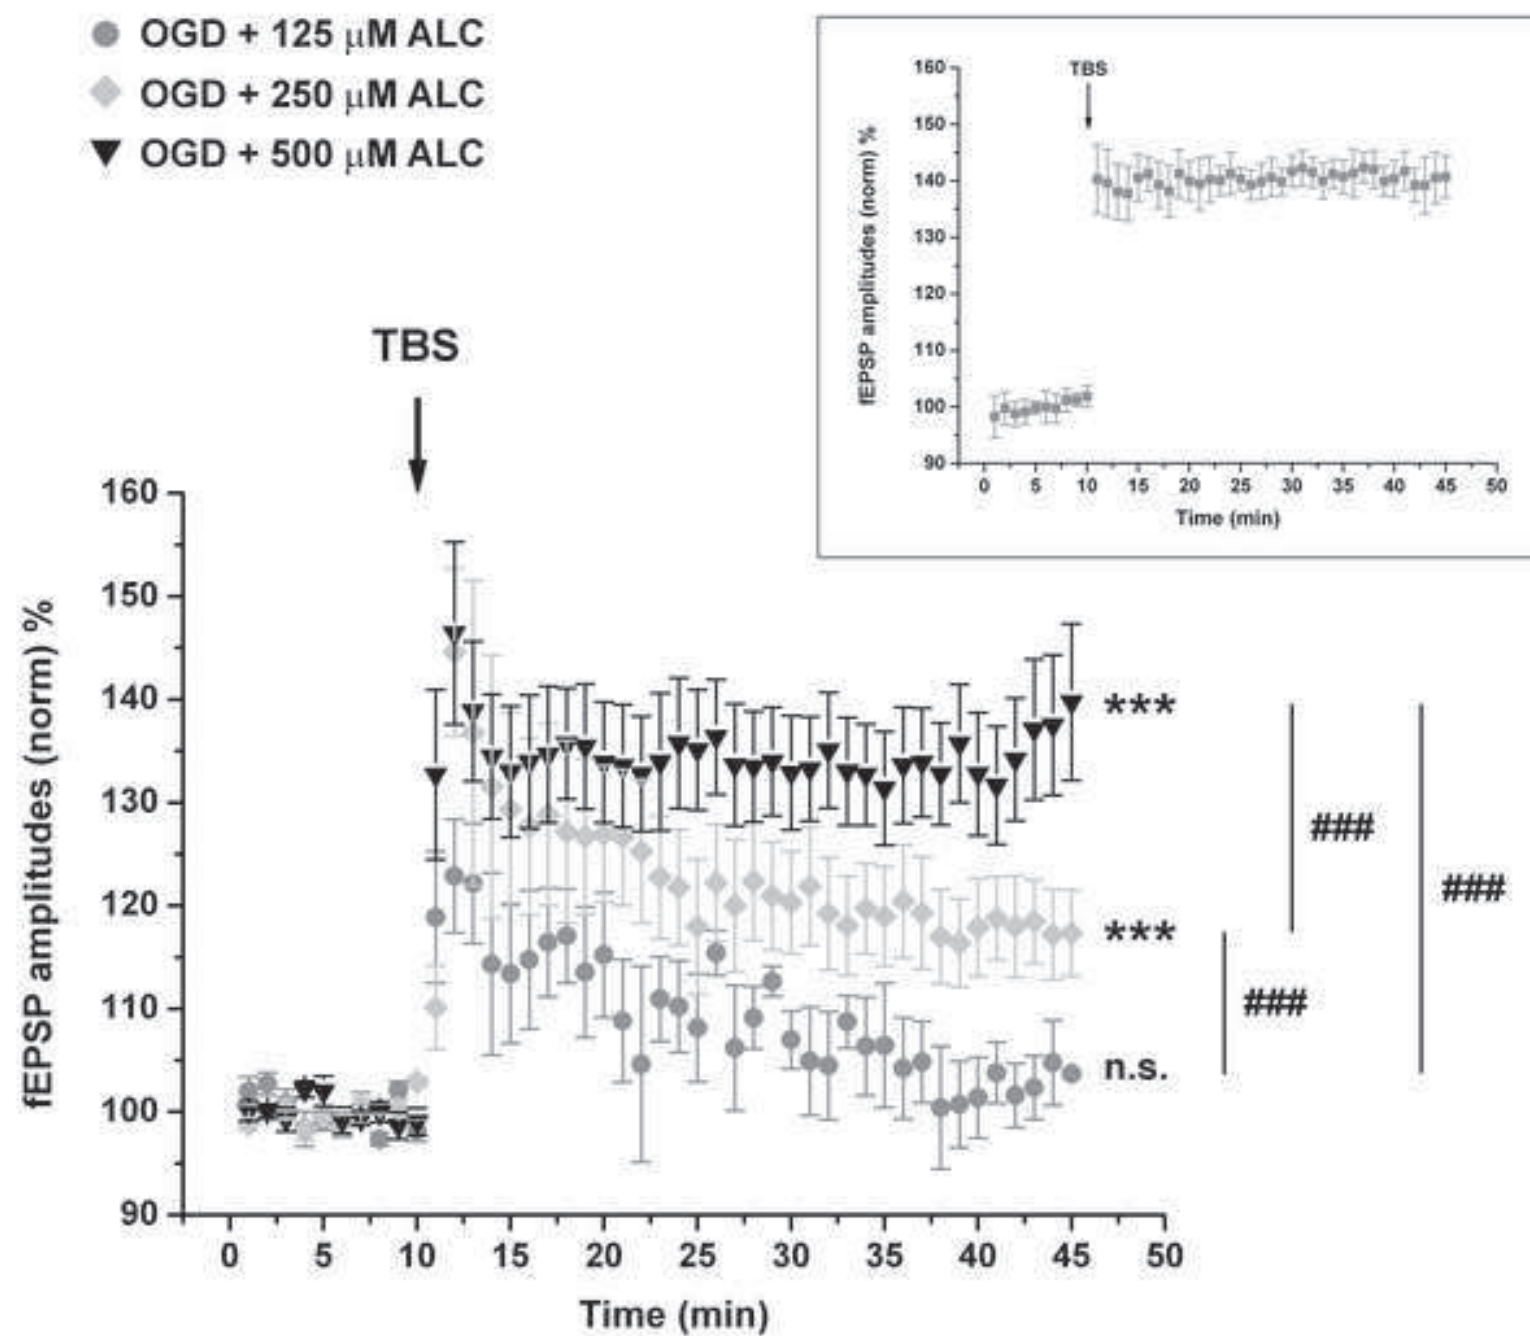 OGD + 125 μM ALC
OGD + 250 μM ALC
OGD + 500 μM ALC
TBS
160
150
140
130
120
110
100
90
fEPSP amplitudes (norm) %
0 5 10 15 20 25 30 35 40 45 50
Time (min)
TBS
160
150
140
130
120
110
100
90
fEPSP amplitudes (norm) %
0 5 10 15 20 25 30 35 40 45 50
Time (min)
***
***
n.s.
###
###
###